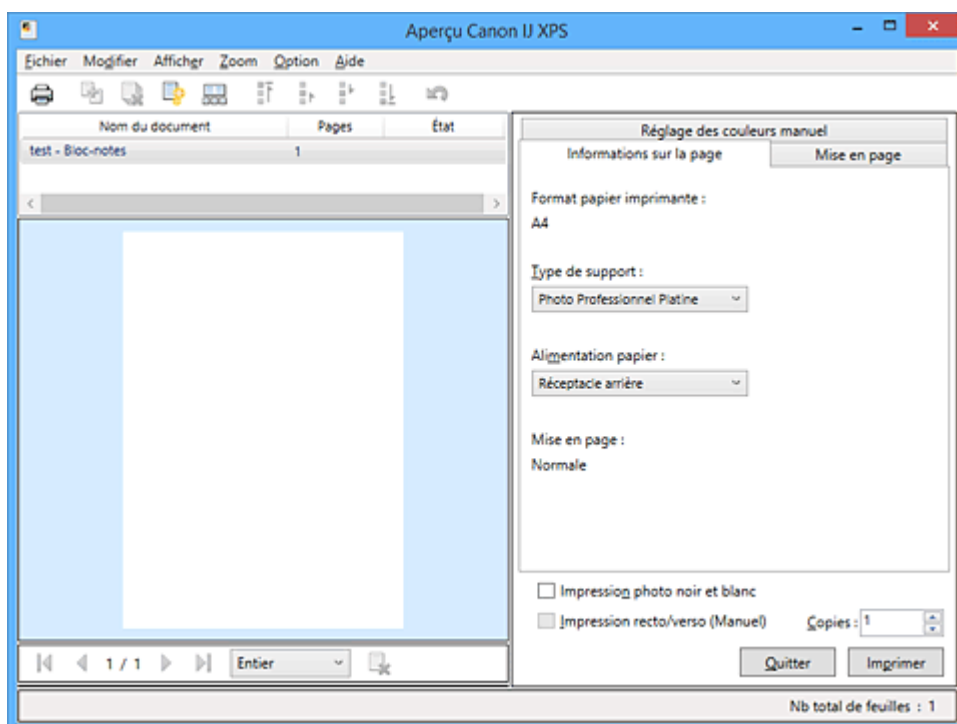 Aperçu Canon IJ XPS
Fichier Modifier Afficher Zoom Option Aide
Nom du document Pages État
test - Bloc-notes 1
Réglage des couleurs manuel
Informations sur la page Mise en page
Format papier imprimante :
A4
Type de support :
Photo Professionnel Platine
Alimentation papier :
Réceptacle arrière
Mise en page :
Normale
Impression photo noir et blanc
Impression recto/verso (Manuel) Copies : 1
1 / 1 Entier
Quitter Imprimer
Nb total de feuilles : 1